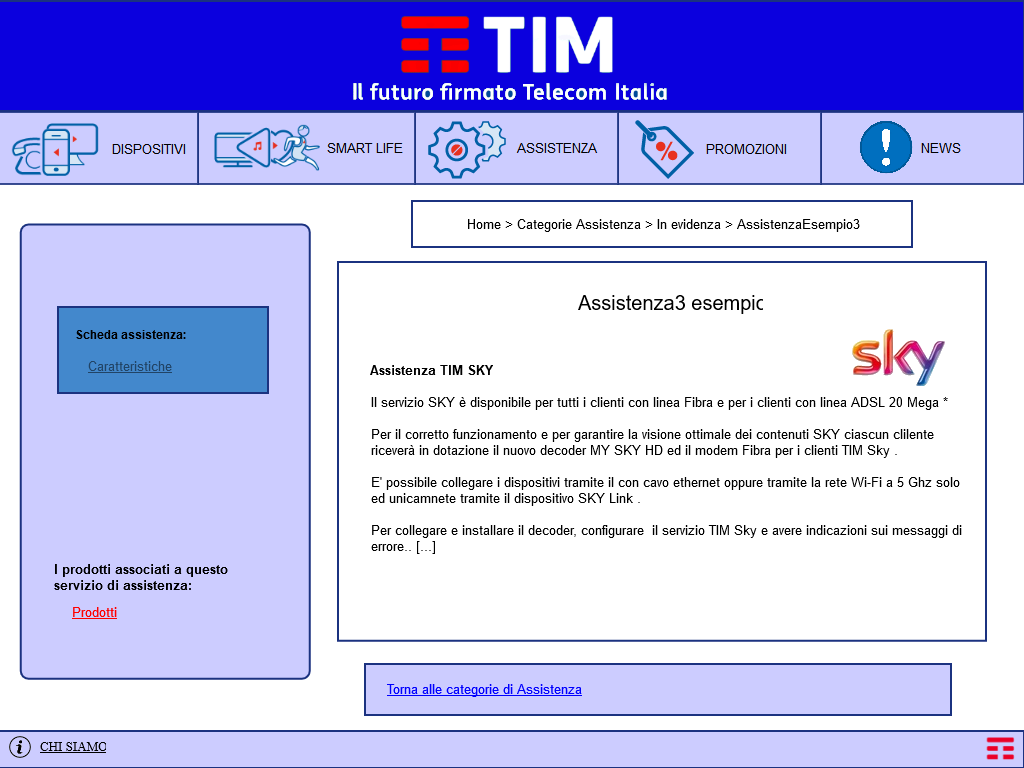 TIM
Il futuro firmato Telecom Italia
DISPOSITIVI
SMART LIFE
ASSISTENZA
PROMOZIONI
NEWS
Home > Categorie Assistenza > In evidenza > AssistenzaEsempio3
Scheda assistenza:
Caratteristiche
I prodotti associati a questo
servizio di assistenza:
Prodotti
Assistenza3 esempio
sky
Assistenza TIM SKY
Il servizio SKY è disponibile per tutti i clienti con linea Fibra e per i clienti con linea ADSL 20 Mega *
Per il corretto funzionamento e per garantire la visione ottimale dei contenuti SKY ciascun clilente
riceverà in dotazione il nuovo decoder MY SKY HD ed il modem Fibra per i clienti TIM Sky .
E' possibile collegare i dispositivi tramite il con cavo ethernet oppure tramite la rete Wi-Fi a 5 Ghz solo
ed unicamnete tramite il dispositivo SKY Link .
Per collegare e installare il decoder, configurare  il servizio TIM Sky e avere indicazioni sui messaggi di
errore.. [...]
Torna alle categorie di Assistenza
CHI SIAMO